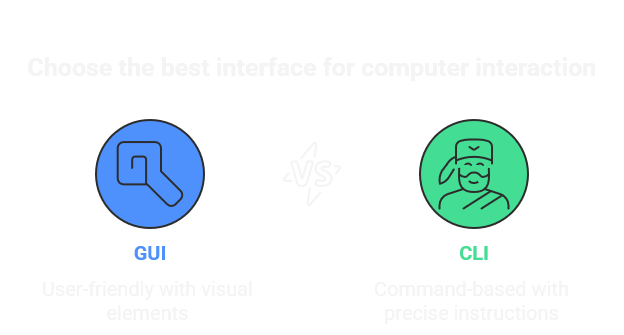 Choose the best interface for computer interaction
VS
GUI
CLI
User-friendly with visual
elements
Command-based with
precise instructions